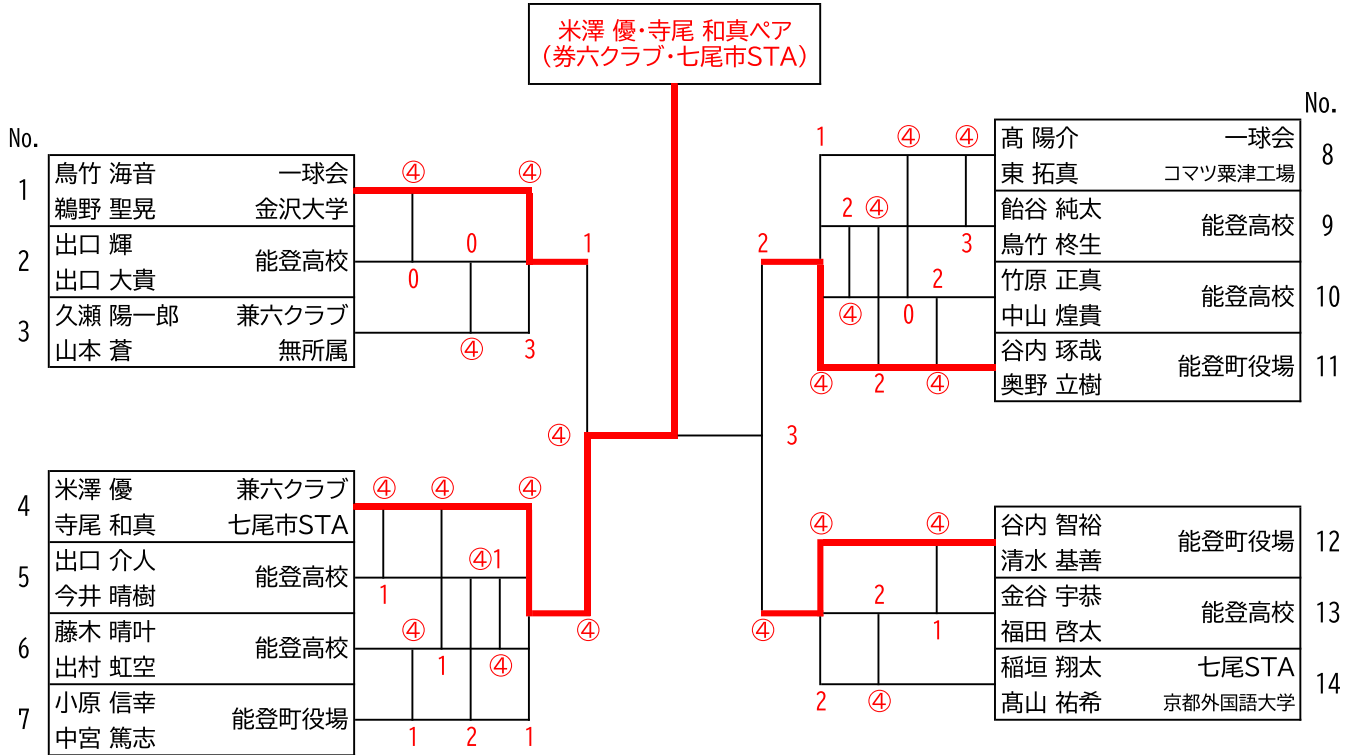 米澤 優・寺尾 和真ペア
（券六クラブ・七尾市STA）
No.
1
鳥竹 海音 一球会
鵜野 聖晃 金沢大学
2
出口 輝
能登高校
出口 大貴
3
久瀬 陽一郎 兼六クラブ
山本 蒼 無所属
④ ④
0 0
④ 3
1
④
4
米澤 優 兼六クラブ
寺尾 和真 七尾市STA
5
出口 介人
能登高校
今井 晴樹
6
藤木 晴叶
能登高校
出村 虹空
7
小原 信幸
能登町役場
中宮 篤志
④ ④ ④
④1
1
④
1 ④
1 2 1
④
No.
髙 陽介 一球会
8
東 拓真 コマツ粟津工場
飴谷 純太
能登高校
9
鳥竹 柊生
竹原 正真
能登高校
10
中山 煌貴
谷内 琢哉
能登町役場
11
奥野 立樹
1 ④ ④
2 ④
2 3
2
④ 0
④ 2 ④
3
谷内 智裕
能登町役場
12
清水 基善
金谷 宇恭
能登高校
13
福田 啓太
稲垣 翔太 七尾STA
14
髙山 祐希 京都外国語大学
④ ④
2
④ 1
2 ④